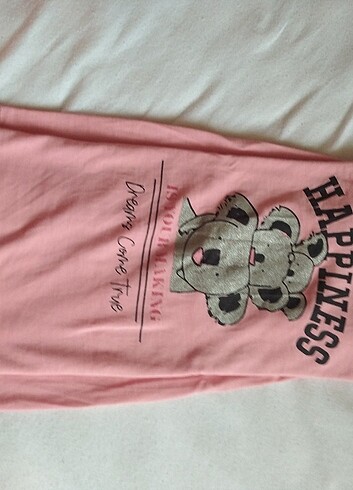 HAPPINESS
IS YOUR MAKING
Dreams Come True